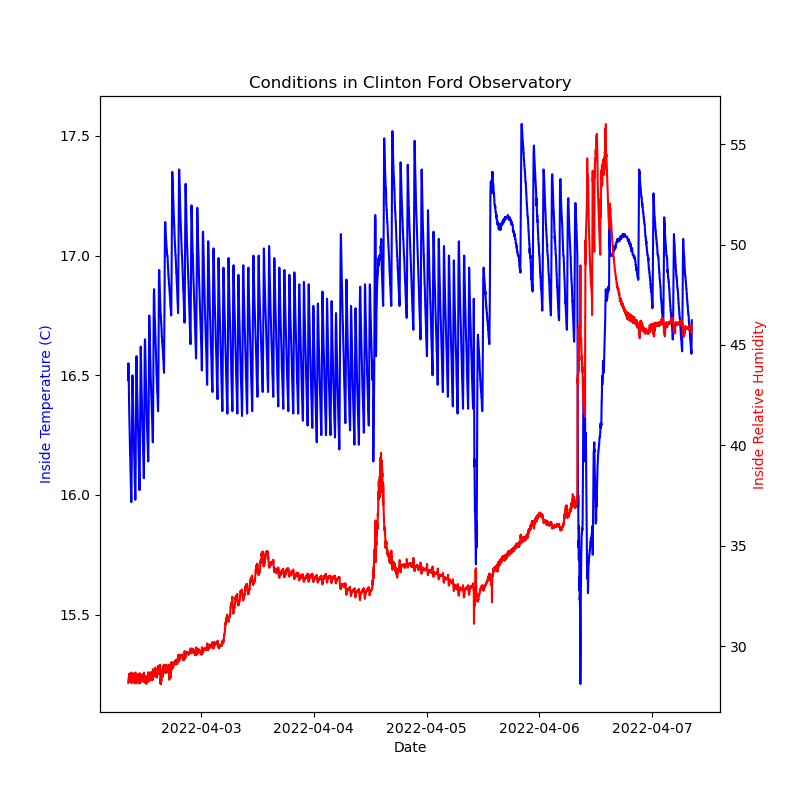 Conditions in Clinton Ford Observatory
17.5
17.0
16.5
16.0
15.5
Inside Temperature (C)
55
50
45
40
35
30
Inside Relative Humidity
2022-04-03 2022-04-04 2022-04-05 2022-04-06 2022-04-07
Date